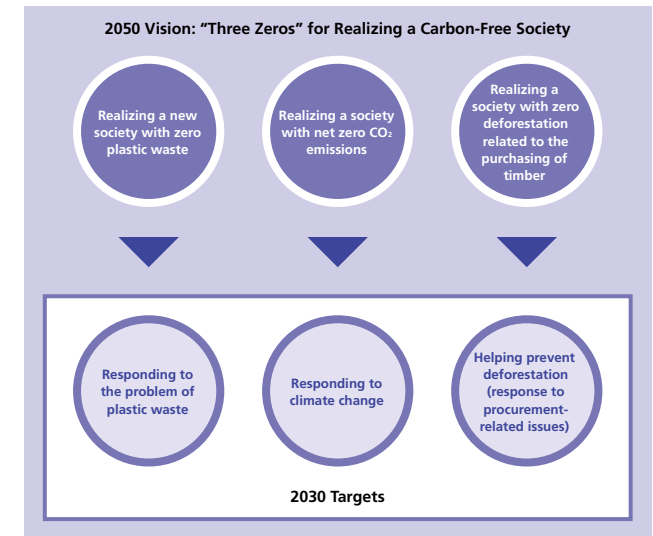 2050 Vision: “Three Zeros” for Realizing a Carbon-Free Society
Realizing a new
society with zero
plastic waste
Realizing a society
with net zero CO₂
emissions
Realizing a
society with zero
deforestation
related to the
purchasing of
timber
Responding to
the problem of
plastic waste
Responding to
climate change
Helping prevent
deforestation
(response to
procurement-
related issues)
2030 Targets